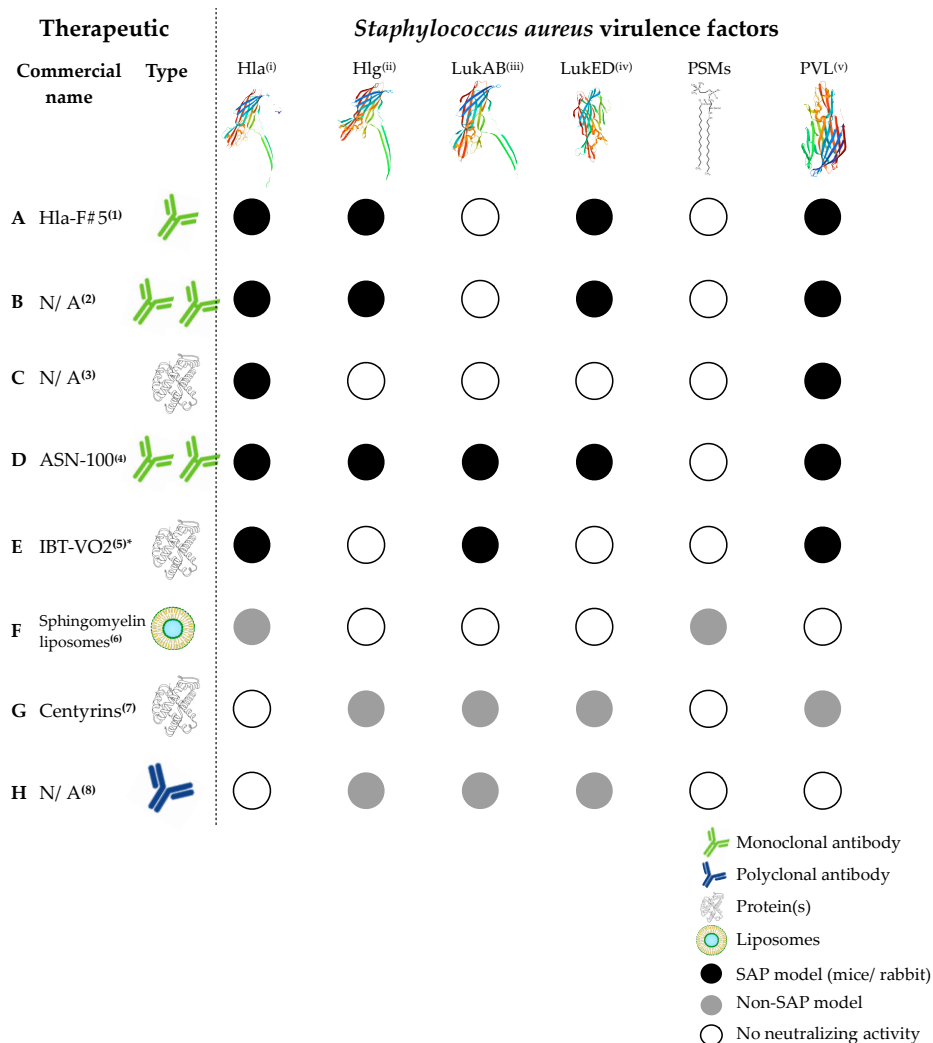 Therapeutic Staphylococcus aureus virulence factors
Commercial name Type Hla(i) Hlg(ii) LukAB(iii) LukED(iv) PSMs PVL(v)
A Hla-F#5(1)
B N/ A(2)
C N/ A(3)
D ASN-100(4)
E IBT-VO2(5)*
F Sphingomyelin
liposomes(6)
G Centyrins(7)
H N/ A(8)
Monoclonal antibody
Polyclonal antibody
Protein(s)
Liposomes
SAP model (mice/ rabbit)
Non-SAP model
No neutralizing activity